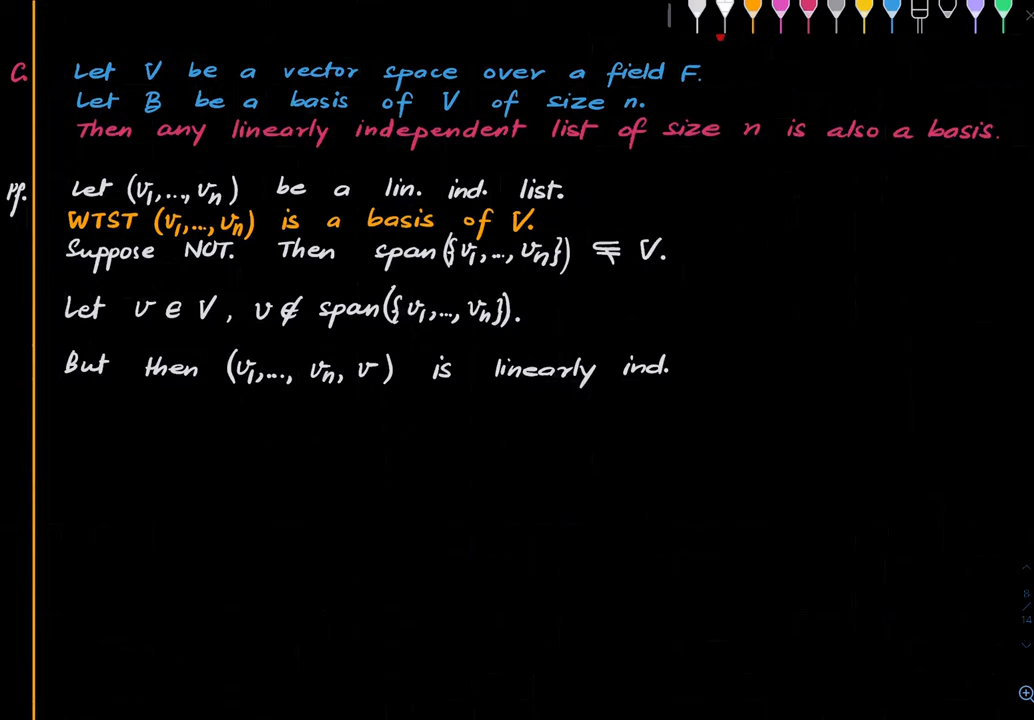 C. Let V be a vector space over a field F.
Let B be a basis of V of size n.
Then any linearly independent list of size n is also a basis.
Pf. Let (v₁,..., vₙ) be a lin. ind. list.
WTST (v₁,..., vₙ) is a basis of V.
Suppose NOT. Then span({v₁,..., vₙ}) ⊊ V.
Let v ∈ V, v ∉ span({v₁,..., vₙ}).
But then (v₁,..., vₙ, v) is linearly ind.
8
/
14